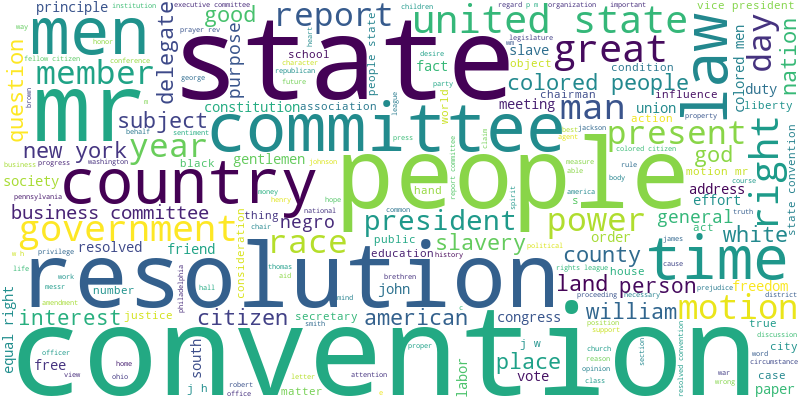 principle
good
report
united state
vice president
institution
executive committee
children
regard p d
organization
important
way
prayer rev
honor
legislature
fellow citizen
conference
men
state
law
day
nation
mr
member
delegate
purpose
school
heart
people state
desire
republican
character
future
slave
fact
great
colored people
condition
object
wm
colored men
duty
liberty
question
george
brown
m
constitution
association
meeting
chairman
influence
union
property
action
world
party
league
subject
behalf
sentiment
committee
man
present
right
year
new york
black
gentlemen
press
claim
jackson
best
agent
colored citizen
rule
god
motion mr
state convention
business
progress
washington
johnson
report committee
able
measure
body
course
society
country
people
hand
money
henry
hope
spirit
america
s
address
effort
truth
pennsylvania
business committee
thing
national
common
president
power
general
act
government
negro
chair
resolved
friend
race
public
slavery
political
order
county
james
white
time
privilege
w h
consideration
education
history
rights league
house
cause
life
work
messr
number
philadelphia
hall
thomas
aid
brethren
mind
resolution
land
person
prejudice
freedom
proceeding
necessary
district
amendment
interest
justice
citizen
john
american
c
congress
william
motion
equal right
secretary
smith
position
support
true
discussion
city
officer
free
view
home
ohio
south
j h
robert
office
letter
matter
attention
proper
convention
labor
j w
place
vote
church
reason
opinion
class
section
resolved convention
war
wrong
word
circumstance
case
paper